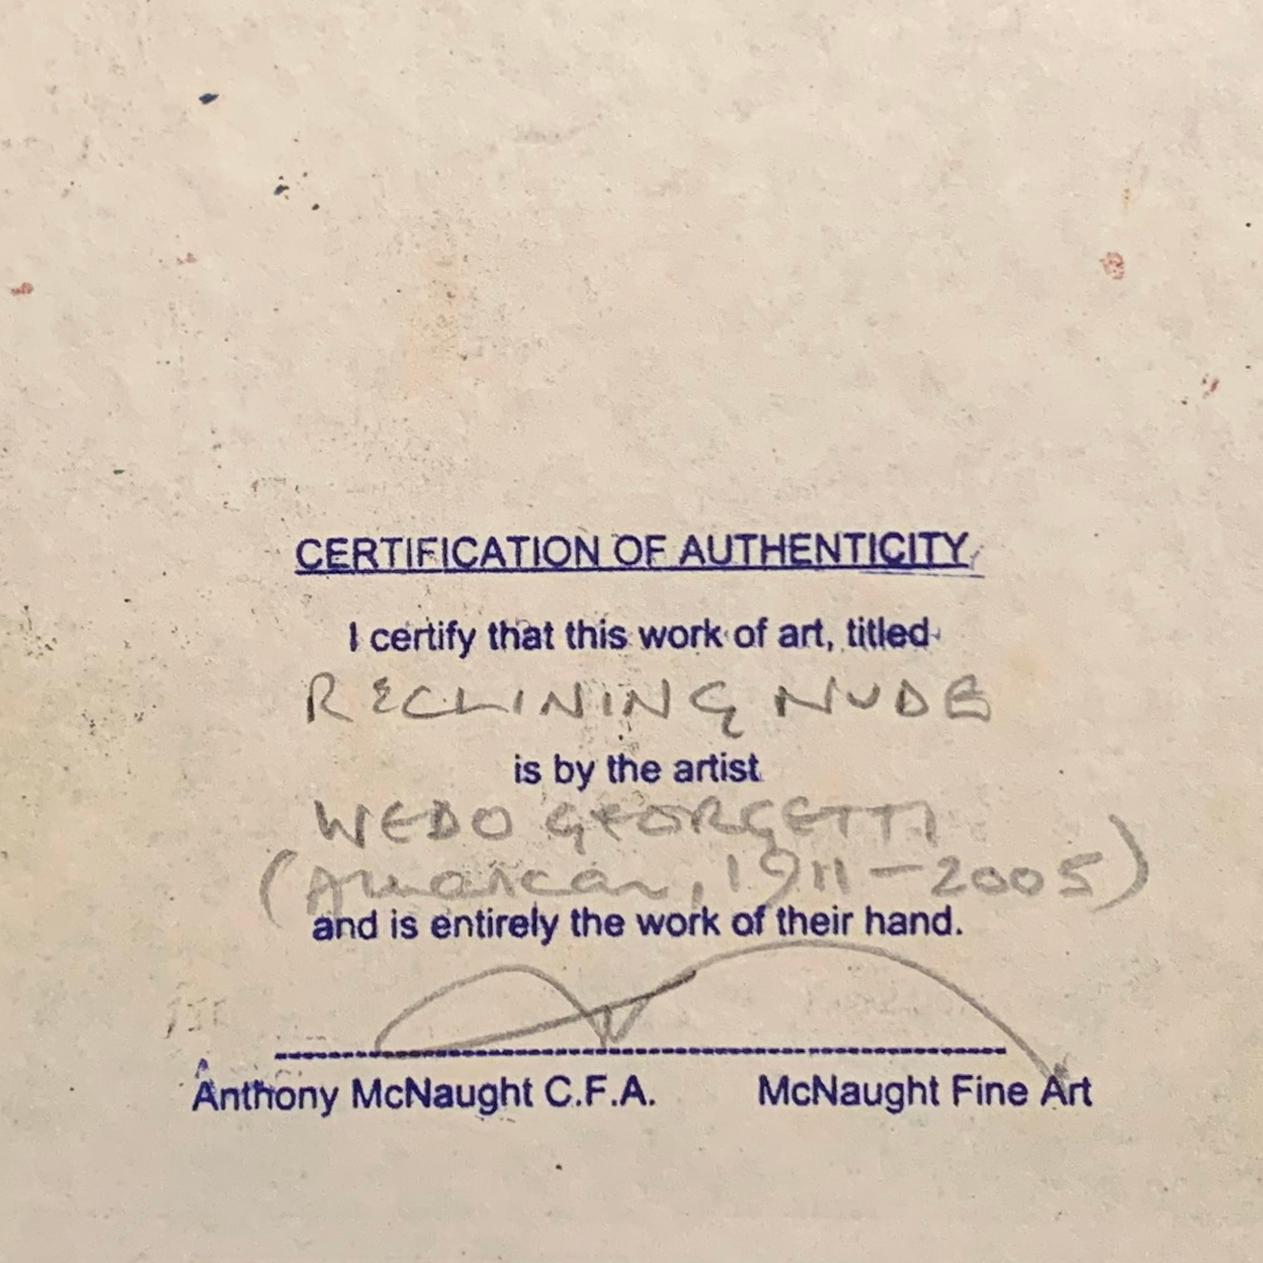 CERTIFICATION OF AUTHENTICITY
I certify that this work of art, titled
RECLINING NUDE
is by the artist
WEDO GEORGETTI
(American, 1911-2005)
and is entirely the work of their hand.
Anthony McNaught C.F.A. McNaught Fine Art